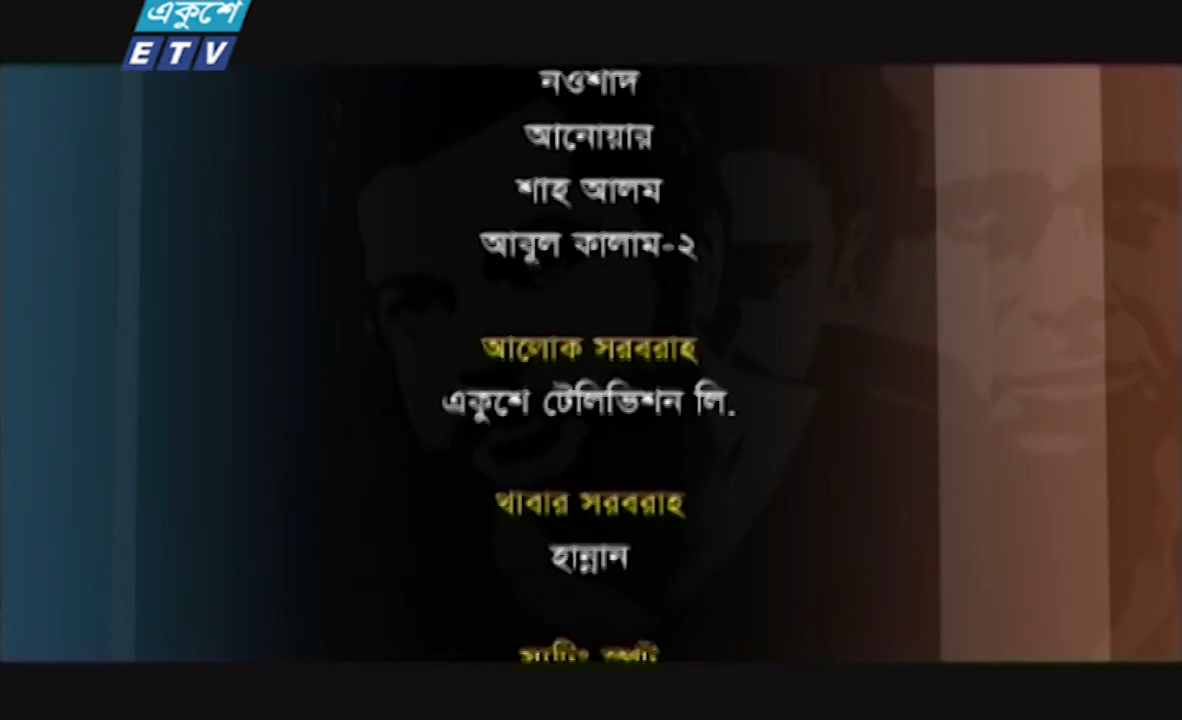 একুশে
ETV
নওশাদ
আনোয়ার
শাহ আলম
আবুল কালাম-২
আলোক সরবরাহ
একুশে টেলিভিশন লি.
খাবার সরবরাহ
হান্নান